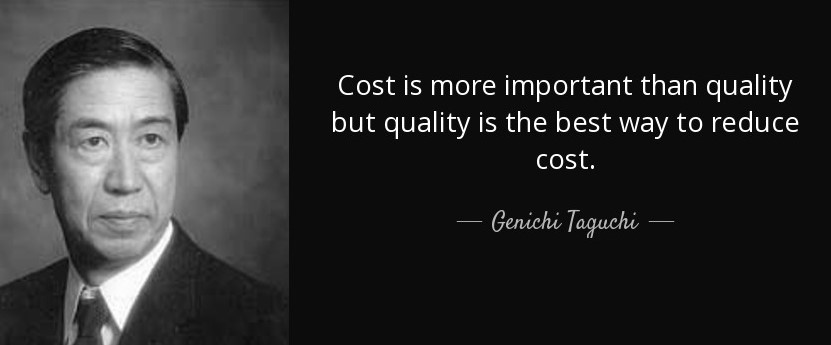 Cost is more important than quality
but quality is the best way to reduce
cost.
— Genichi Taguchi —